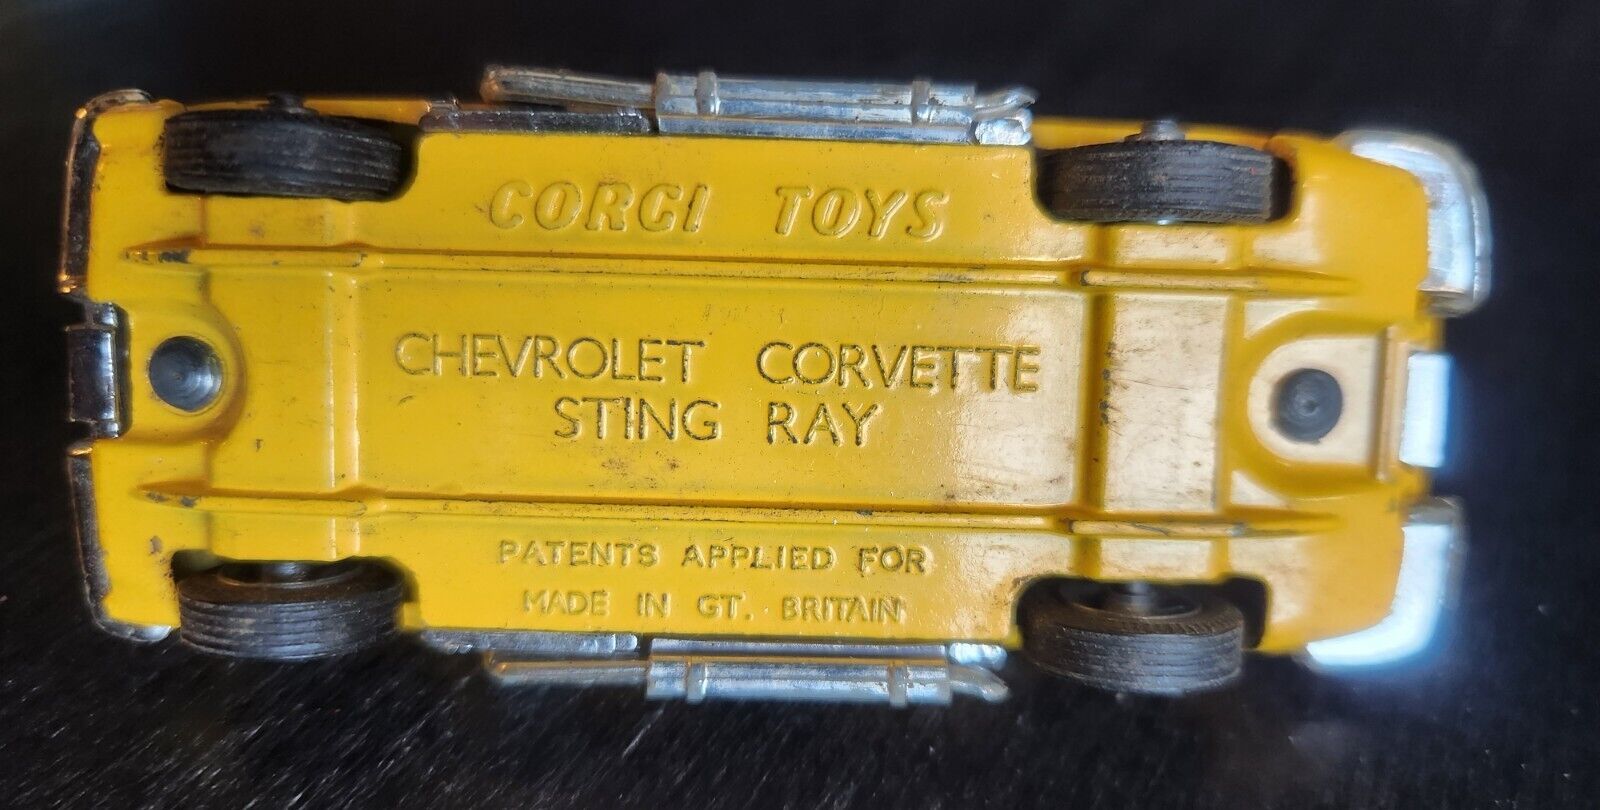 CORGI TOYS
CHEVROLET CORVETTE
STING RAY
PATENTS APPLIED FOR
MADE IN GT. BRITAIN